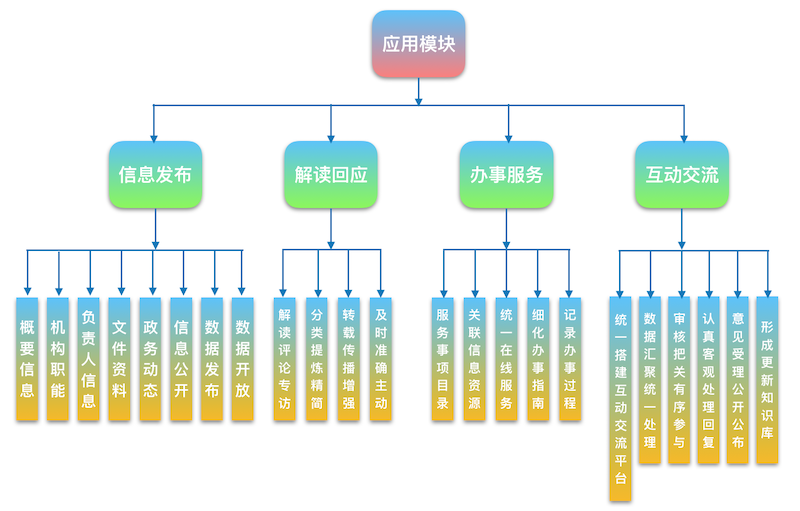 应用模块
信息发布
解读回应
办事服务
互动交流
概要信息
机构职能
负责人信息
文件资料
政务动态
信息公开
数据发布
数据开放
解读评论专访
分类提炼精简
转载传播增强
及时准确主动
服务事项目录
关联信息资源
统一在线服务
细化办事指南
记录办事过程
统一搭建互动交流平台
数据汇聚统一处理
审核把关有序参与
认真客观处理回复
意见受理公开公布
形成更新知识库